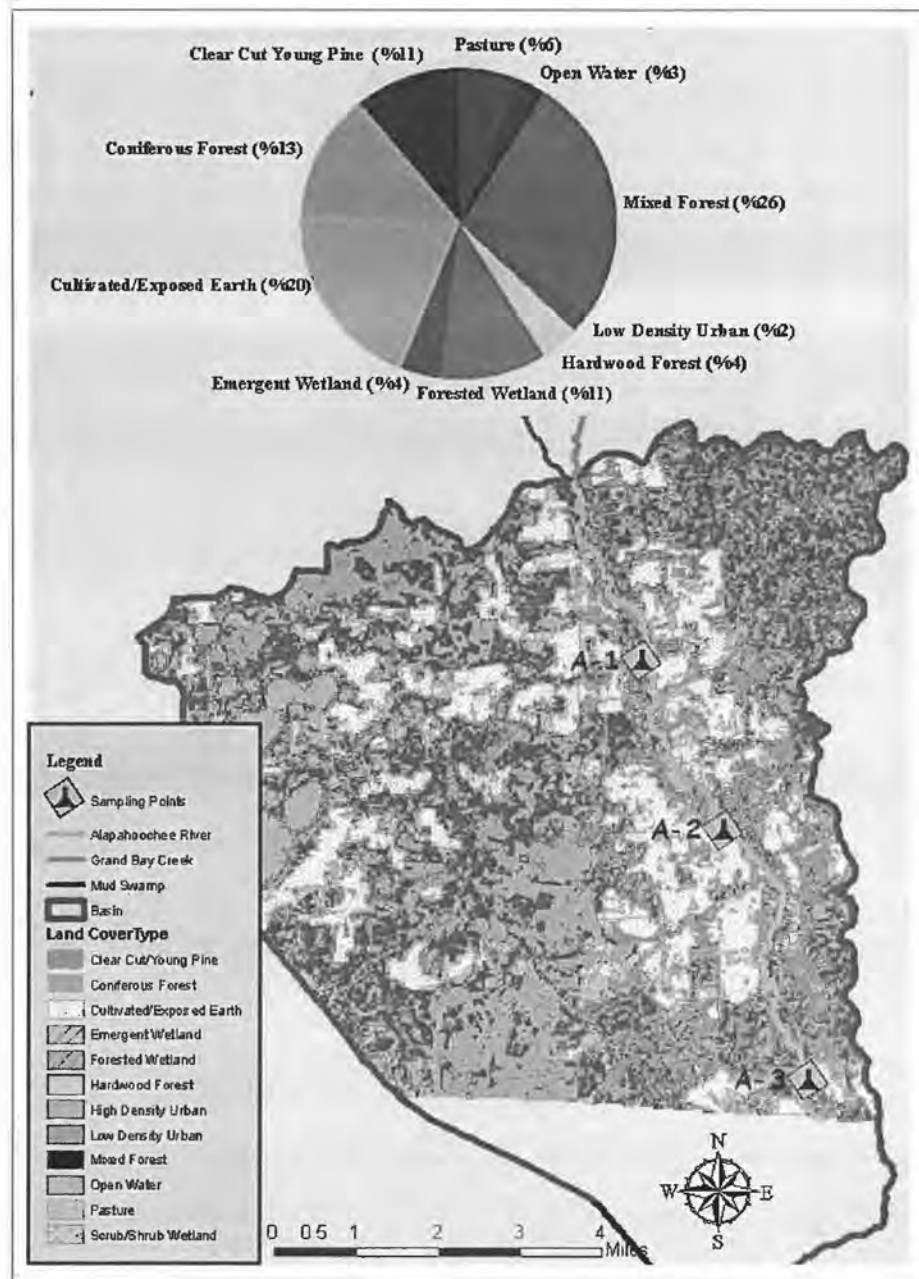 Pasture (%6)
Clear Cut Young Pine (%11)
Open Water (%3)
Coniferous Forest (%13)
Mixed Forest (%26)
Cultivated/Exposed Earth (%20)
Low Density Urban (%2)
Hardwood Forest (%4)
Emergent Wetland (%4)
Forested Wetland (%11)
A-1
A-2
A-3
Legend
Sampling Points
Alapahoochee River
Grand Bay Creek
Mud Swamp
Basin
Land CoverType
Clear Cut/Young Pine
Coniferous Forest
Cultivated/Exposed Earth
Emergent Wetland
Forested Wetland
Hardwood Forest
High Density Urban
Low Density Urban
Mixed Forest
Open Water
Pasture
Scrub/Shrub Wetland
N
W E
S
0 0.5 1 2 3 4
Miles